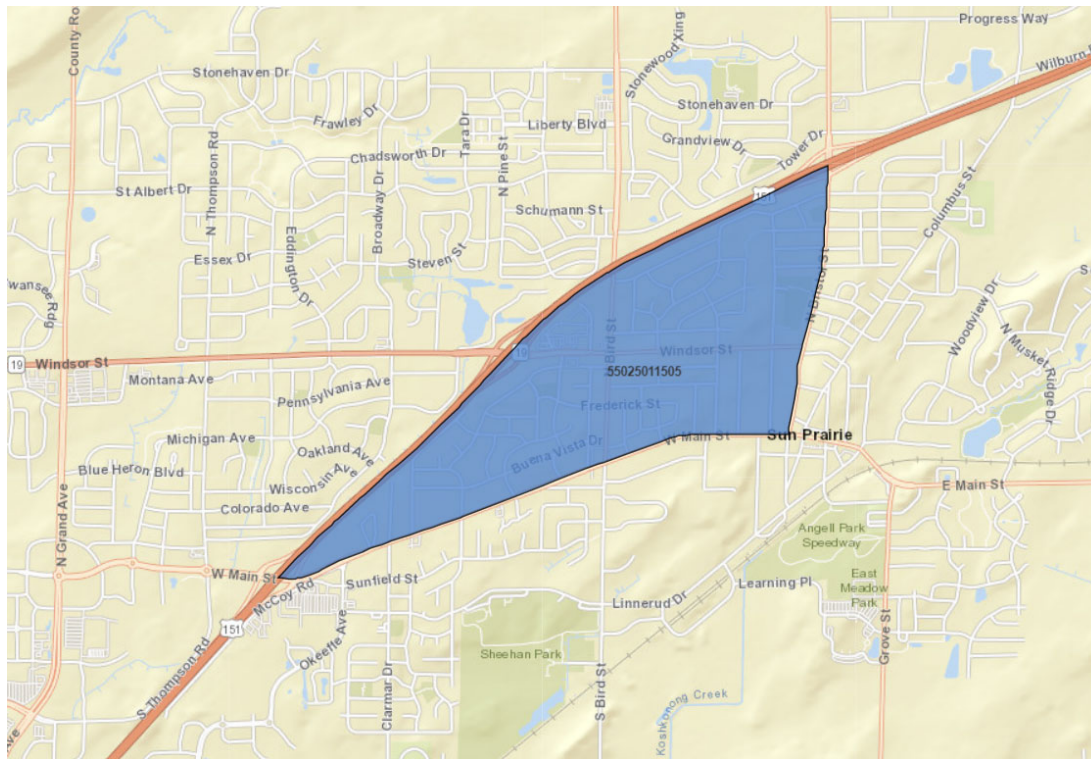 Progress Way
County Ro
Stonewood Xing
Wilburn
Stonehaven Dr
Stonehaven Dr
Frawley Dr
Tara Dr
Liberty Blvd
N Thompson Rd
N Pine St
Grandview Dr
Tower Dr
Chadsworth Dr
St Albert Dr
Broadway Dr
151
Columbus St
Schumann St
Eddington Dr
Essex Dr
Steven St
wansee Rdg
N Bristol St
S
Woodview Dr
N Musket Ridge Dr
Bird St
19
Windsor St
19
Windsor St
Montana Ave
55025011505
Pennsylvania Ave
Frederick St
Michigan Ave
Oakland Ave
Buena Vista Dr
W Main St
Sun Prairie
Blue Heron Blvd
Wisconsin Ave
E Main St
Colorado Ave
N Grand Ave
Angell Park
Speedway
W Main St
McCoy Rd
Sunfield St
Learning Pl
East
Meadow
Park
Linnerud Dr
151
Okeeffe Ave
Grove St
Sheehan Park
S Thompson Rd
Clarmar Dr
S Bird St
Koshkonong Creek
Ave